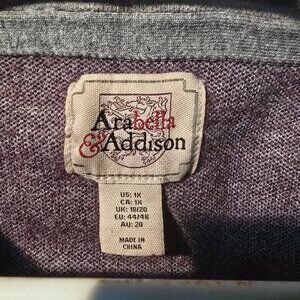 Arabella
& Addison
US: 1X
CA: 1X
UK: 18/20
EU: 44/46
AU: 20
MADE IN
CHINA